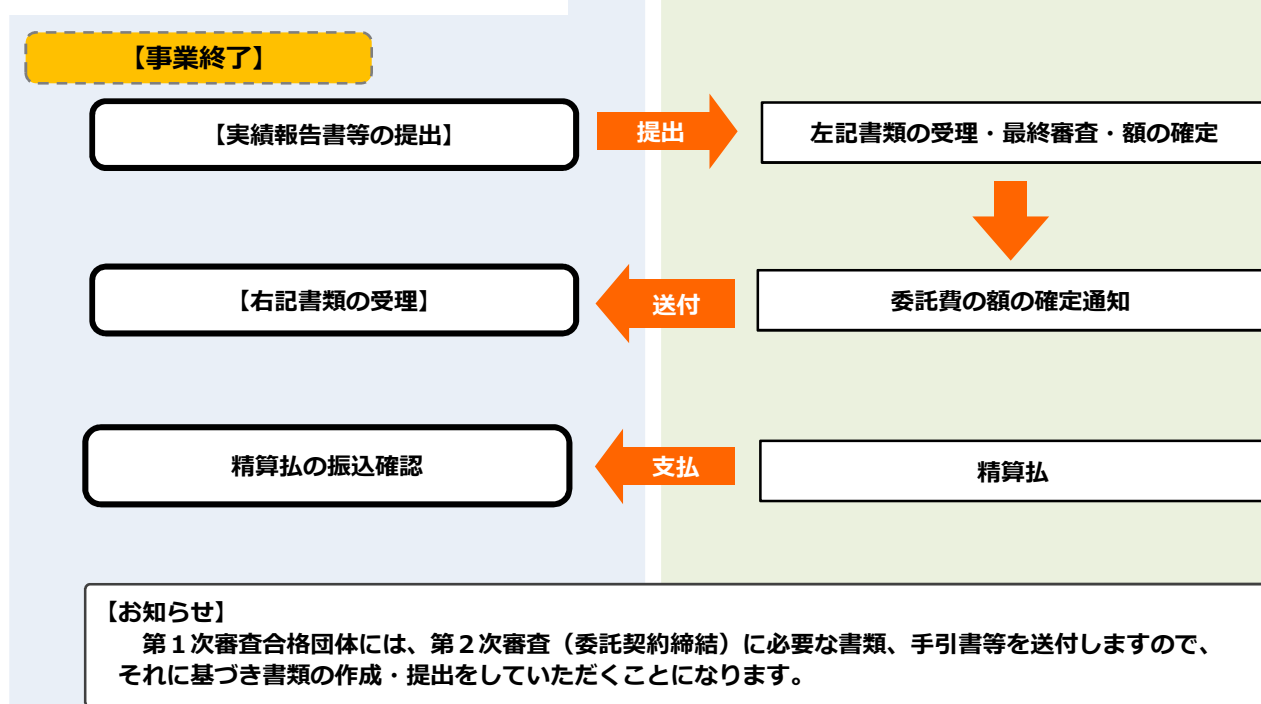 【事業終了】
【実績報告書等の提出】
提出
左記書類の受理・最終審査・額の確定
【右記書類の受理】
送付
委託費の額の確定通知
精算払の振込確認
支払
精算払
【お知らせ】
第１次審査合格団体には、第２次審査（委託契約締結）に必要な書類、手引書等を送付しますので、
それに基づき書類の作成・提出をしていただくことになります。